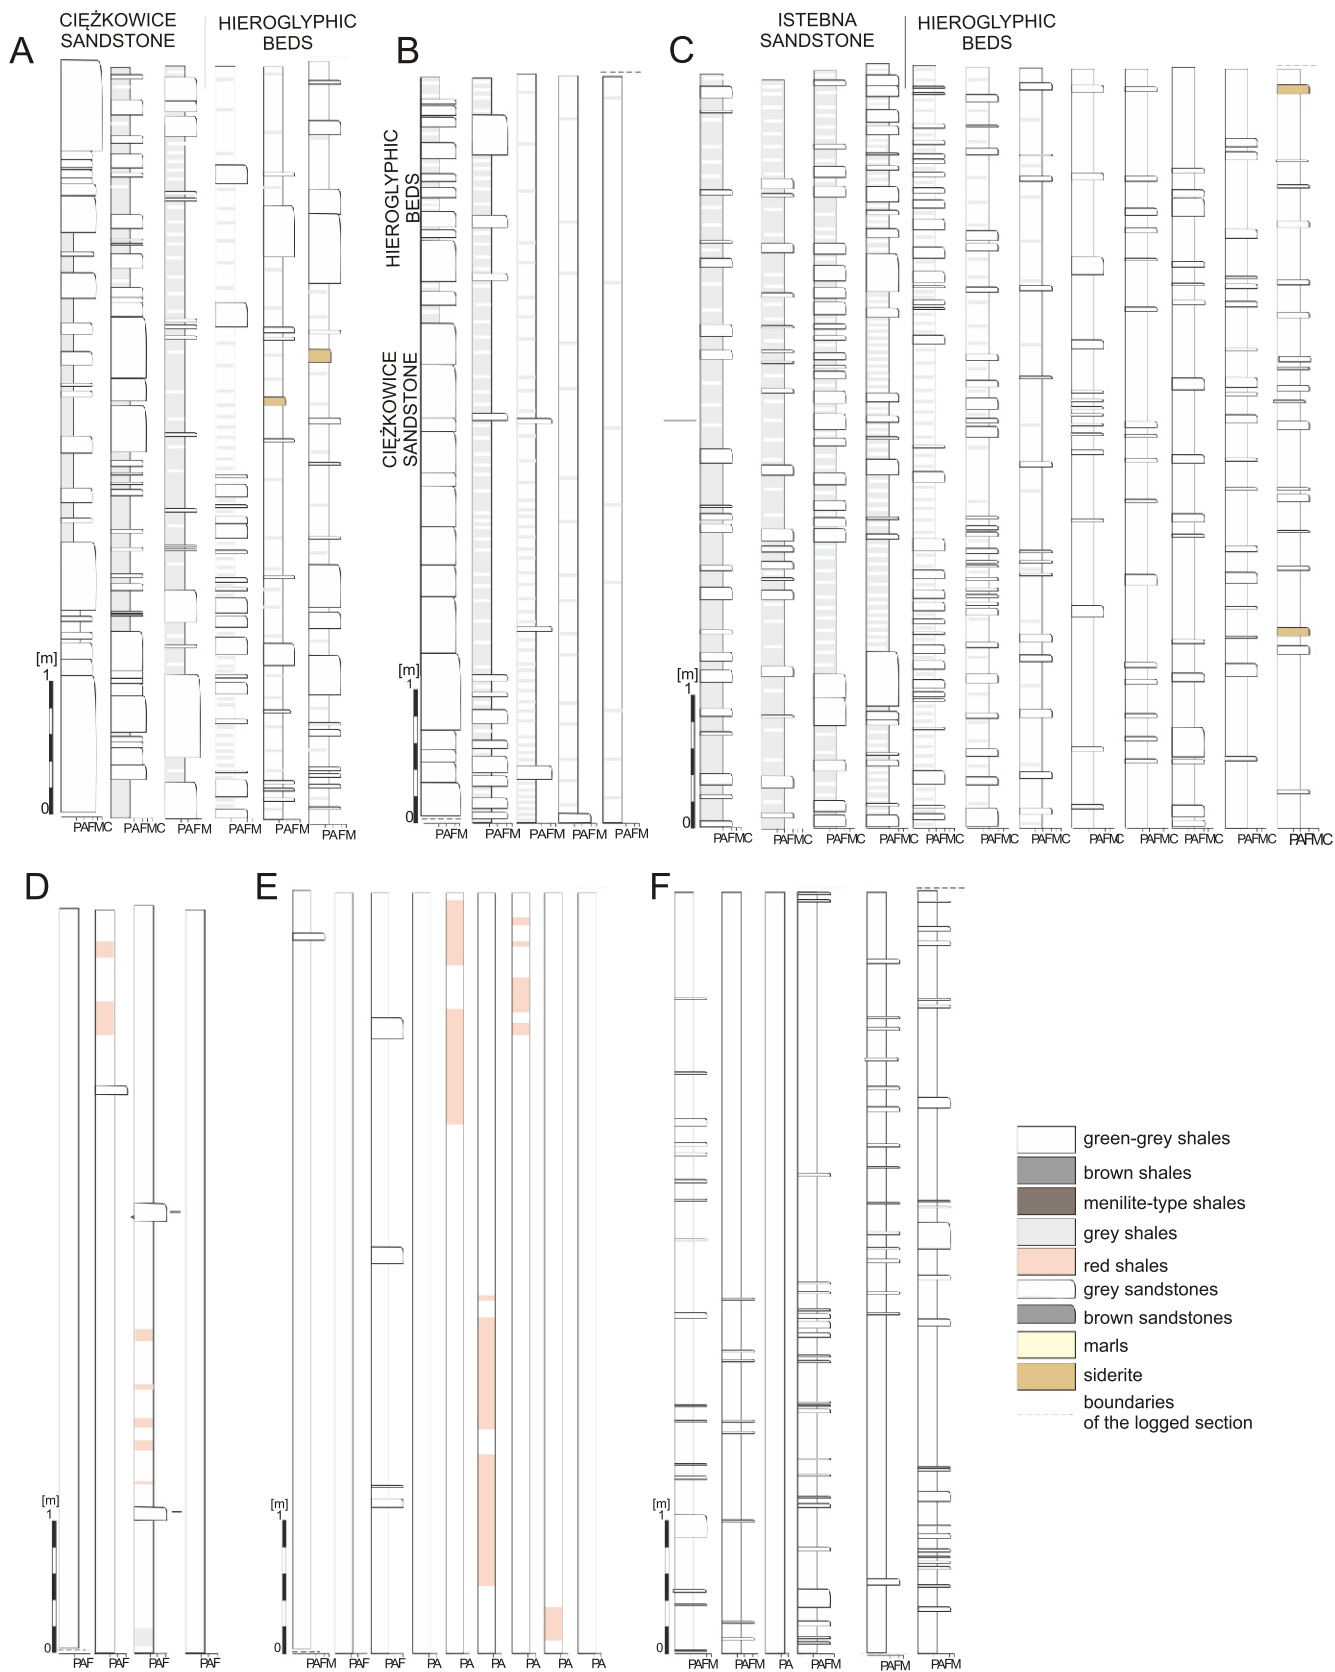 A
CIĘŻKOWICE
SANDSTONE
HIEROGLYPHIC
BEDS
[m]
1
0
PAFMC
PAFMC
PAFM
PAFM
PAFM
PAFM
B
HIEROGLYPHIC
BEDS
CIĘŻKOWICE
SANDSTONE
[m]
1
0
PAFM
PAFM
PAFM
PAFM
PAFM
C
ISTEBNA
SANDSTONE
HIEROGLYPHIC
BEDS
[m]
1
0
PAFMC
PAFMC
PAFMC
PAFMC
PAFMC
PAFMC
PAFMC
PAFMC
PAFMC
PAFMC
PAFMC
PAFMC
D
[m]
1
0
PAF
PAF
PAF
PAF
E
[m]
1
0
PAFM
PAF
PAF
PA
PA
PA
PA
PA
PA
F
[m]
1
0
PAFM
PAFM
PA
PAFM
PAFM
PAFM
green-grey shales
brown shales
menilite-type shales
grey shales
red shales
grey sandstones
brown sandstones
marls
siderite
boundaries
of the logged section